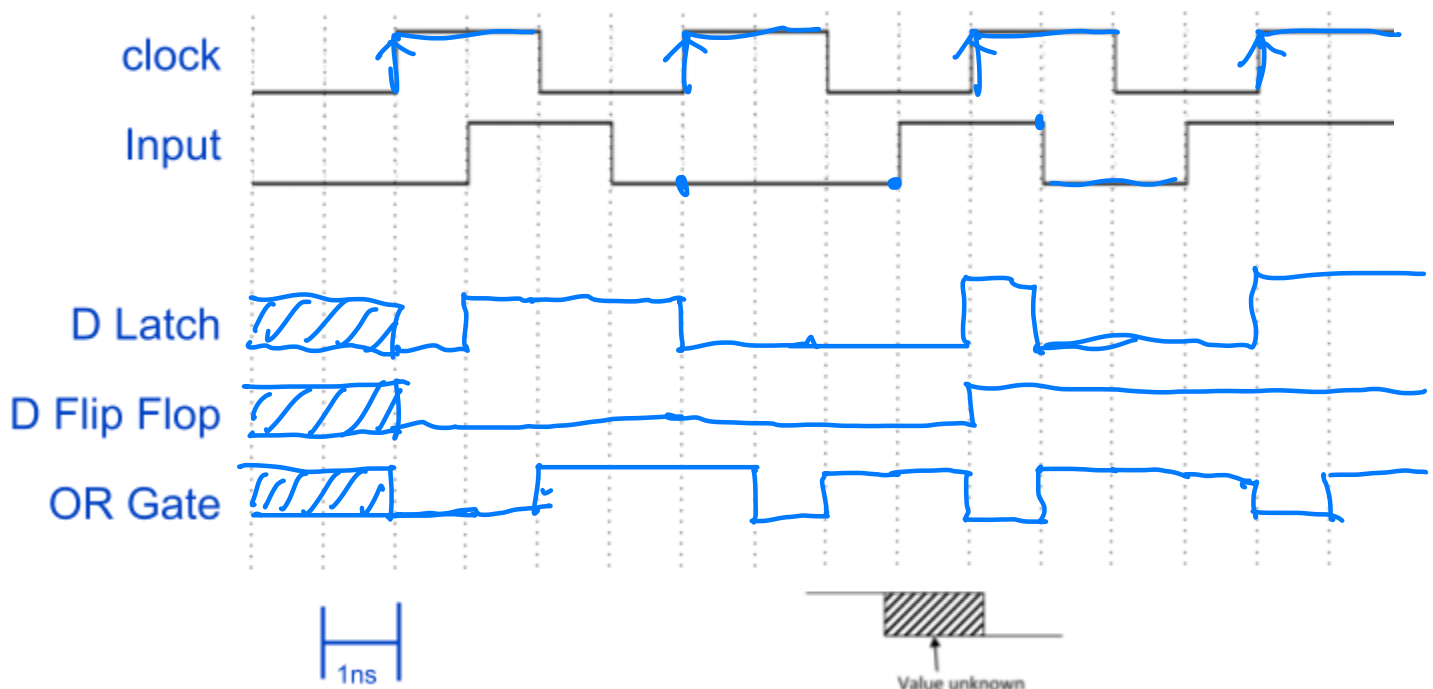 clock
Input
D Latch
D Flip Flop
OR Gate
1ns
Value unknown